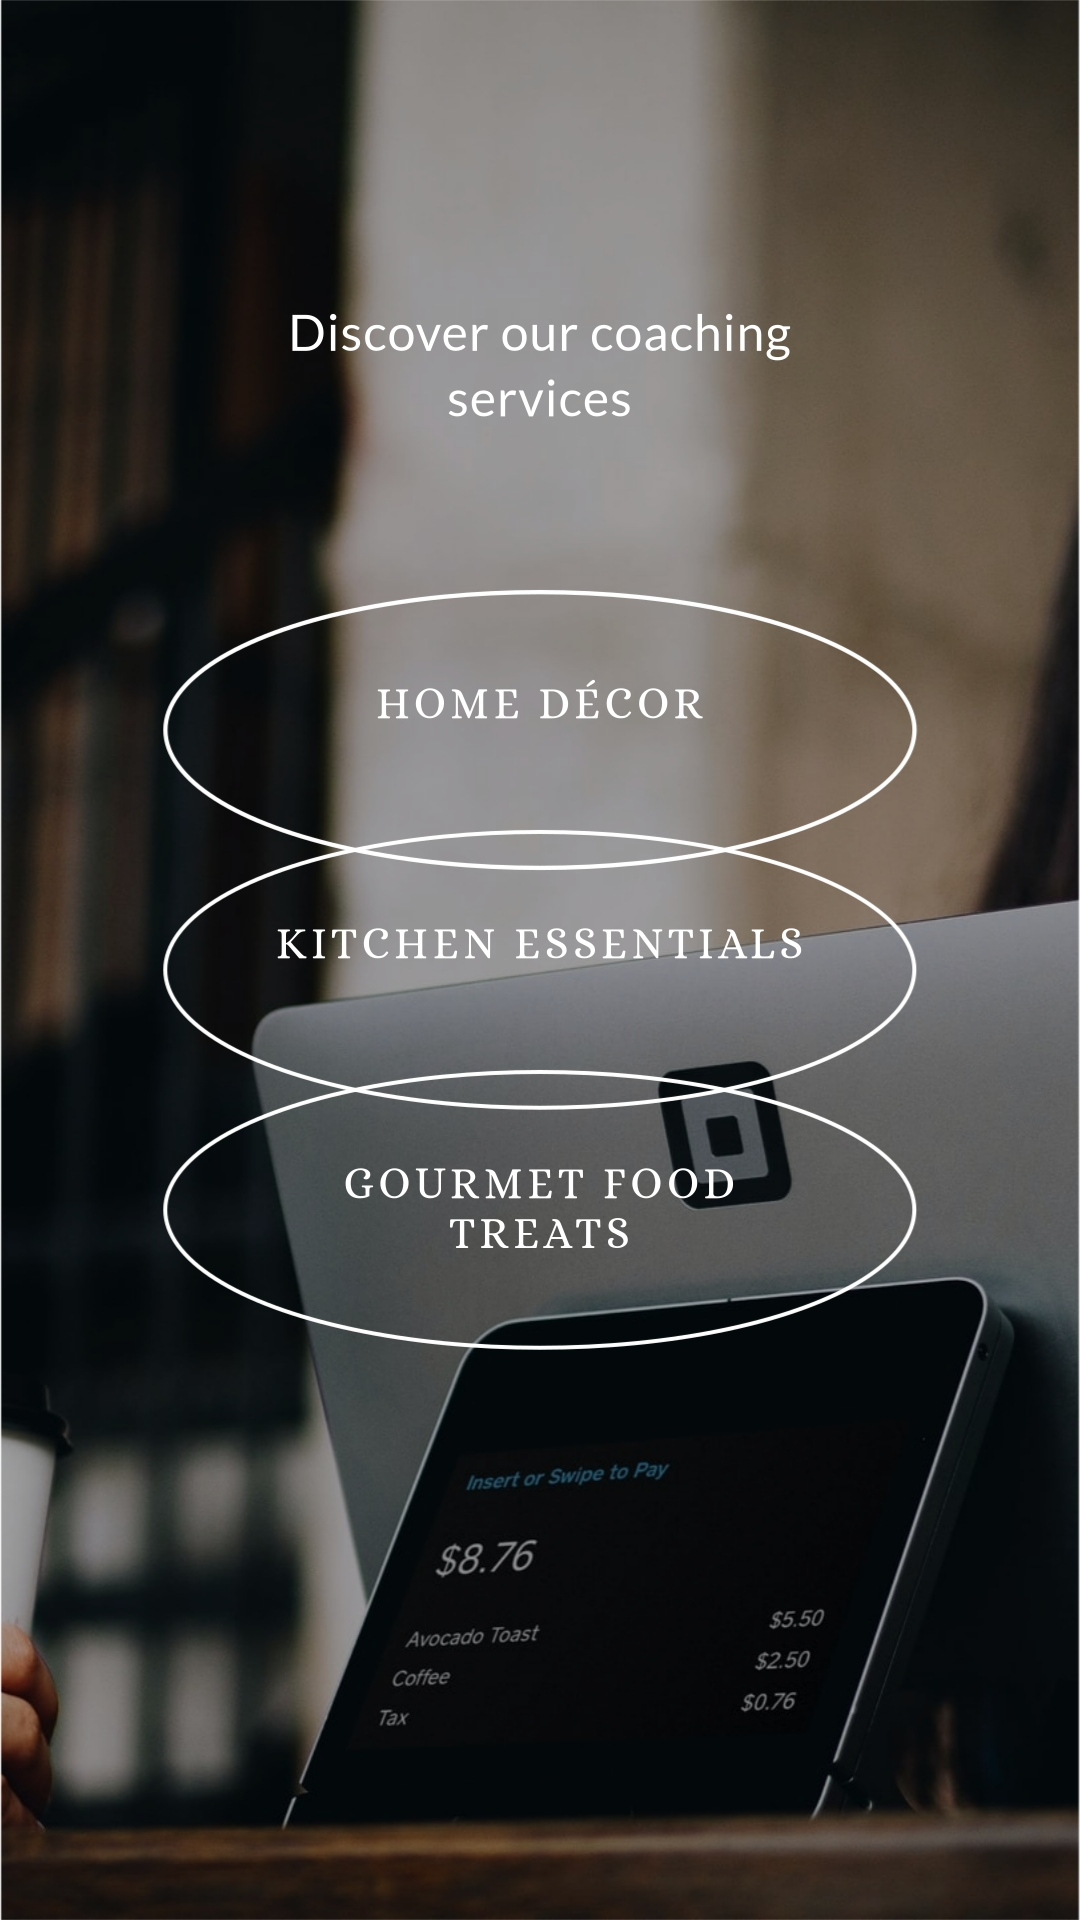 Discover our coaching
services
HOME DÉCOR
KITCHEN ESSENTIALS
GOURMET FOOD
TREATS
Insert or Swipe to Pay
$8.76
Avocado Toast $5.50
Coffee $2.50
Tax $0.76